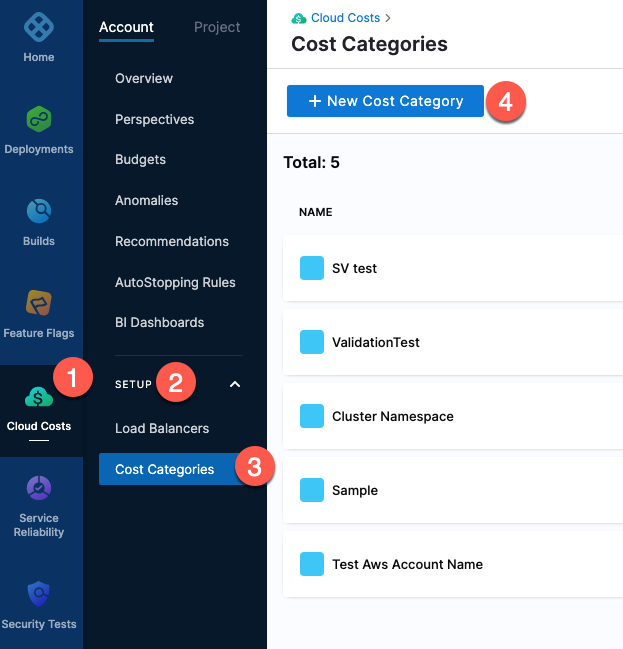 Home
Deployments
Builds
Feature Flags
1
Cloud Costs
Service
Reliability
Security Tests
Account Project
Overview
Perspectives
Budgets
Anomalies
Recommendations
AutoStopping Rules
BI Dashboards
SETUP 2
Load Balancers
Cost Categories 3
Cloud Costs >
Cost Categories
+ New Cost Category 4
Total: 5
NAME
SV test
ValidationTest
Cluster Namespace
Sample
Test Aws Account Name